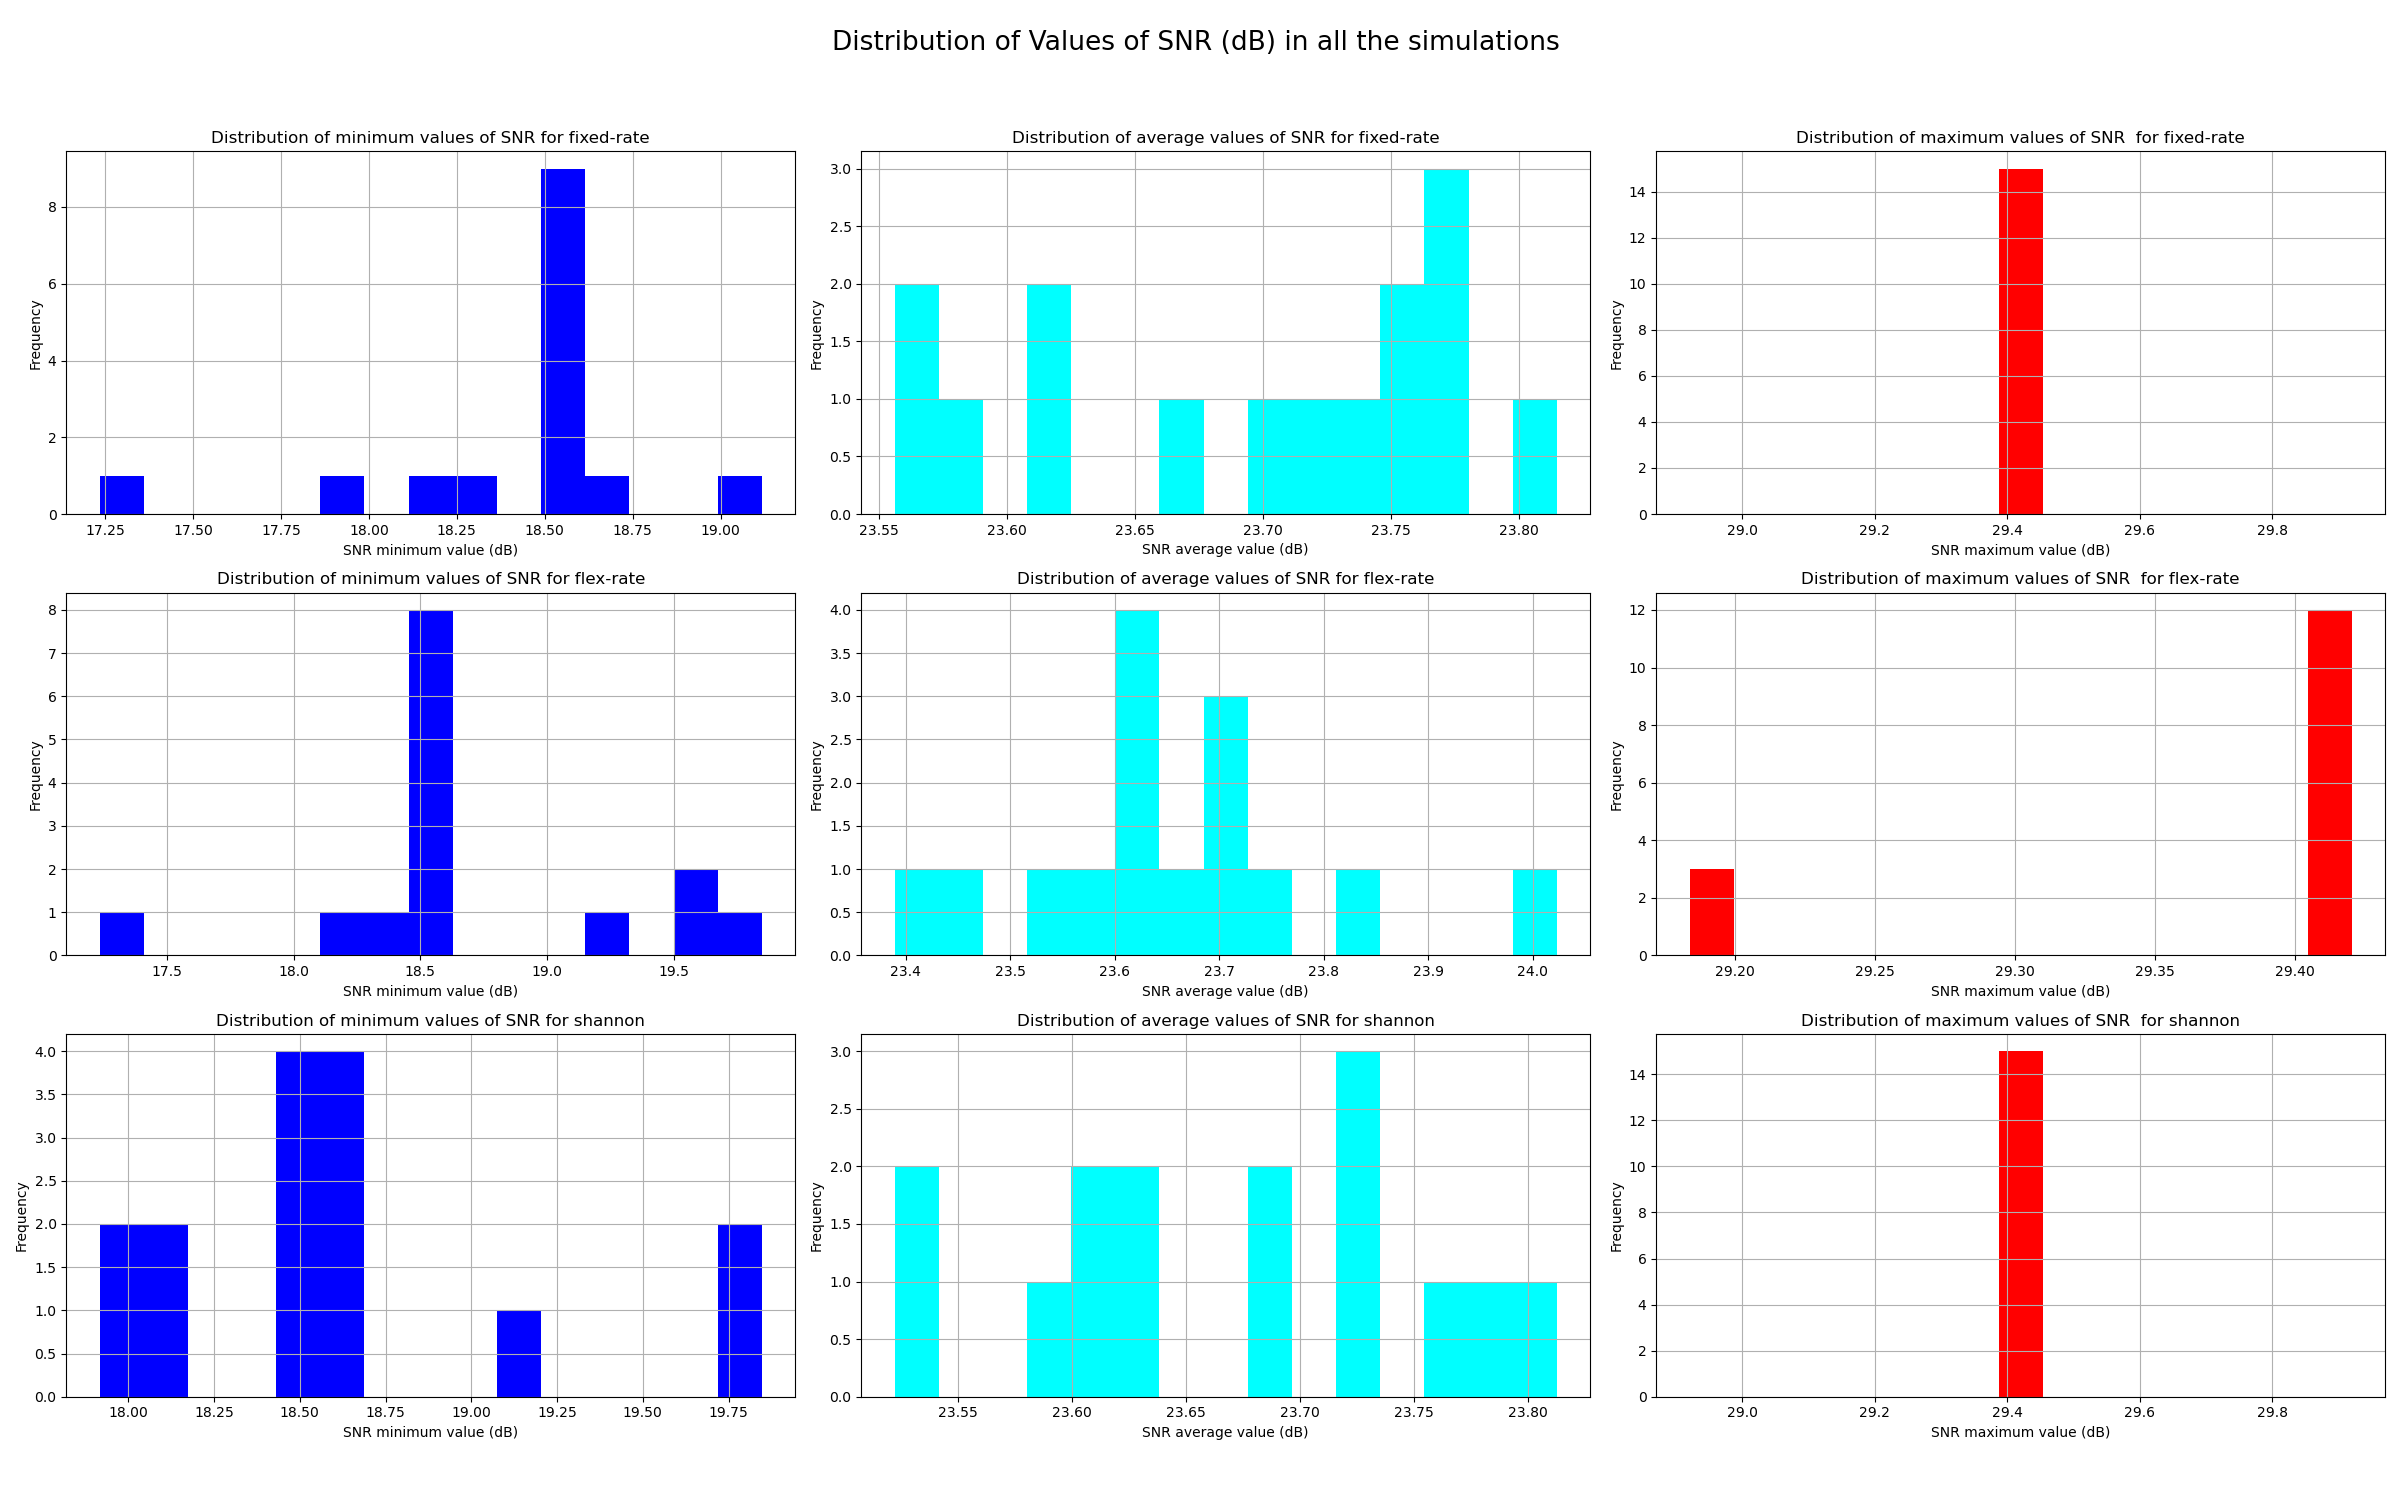 Distribution of Values of SNR (dB) in all the simulations
Distribution of minimum values of SNR for fixed-rate
Frequency
0 2 4 6 8
17.25 17.50 17.75 18.00 18.25 18.50 18.75 19.00
SNR minimum value (dB)
Distribution of average values of SNR for fixed-rate
Frequency
0.0 0.5 1.0 1.5 2.0 2.5 3.0
23.55 23.60 23.65 23.70 23.75 23.80
SNR average value (dB)
Distribution of maximum values of SNR  for fixed-rate
Frequency
0 2 4 6 8 10 12 14
29.0 29.2 29.4 29.6 29.8
SNR maximum value (dB)
Distribution of minimum values of SNR for flex-rate
Frequency
0 1 2 3 4 5 6 7 8
17.5 18.0 18.5 19.0 19.5
SNR minimum value (dB)
Distribution of average values of SNR for flex-rate
Frequency
0.0 0.5 1.0 1.5 2.0 2.5 3.0 3.5 4.0
23.4 23.5 23.6 23.7 23.8 23.9 24.0
SNR average value (dB)
Distribution of maximum values of SNR  for flex-rate
Frequency
0 2 4 6 8 10 12
29.20 29.25 29.30 29.35 29.40
SNR maximum value (dB)
Distribution of minimum values of SNR for shannon
Frequency
0.0 0.5 1.0 1.5 2.0 2.5 3.0 3.5 4.0
18.00 18.25 18.50 18.75 19.00 19.25 19.50 19.75
SNR minimum value (dB)
Distribution of average values of SNR for shannon
Frequency
0.0 0.5 1.0 1.5 2.0 2.5 3.0
23.55 23.60 23.65 23.70 23.75 23.80
SNR average value (dB)
Distribution of maximum values of SNR  for shannon
Frequency
0 2 4 6 8 10 12 14
29.0 29.2 29.4 29.6 29.8
SNR maximum value (dB)